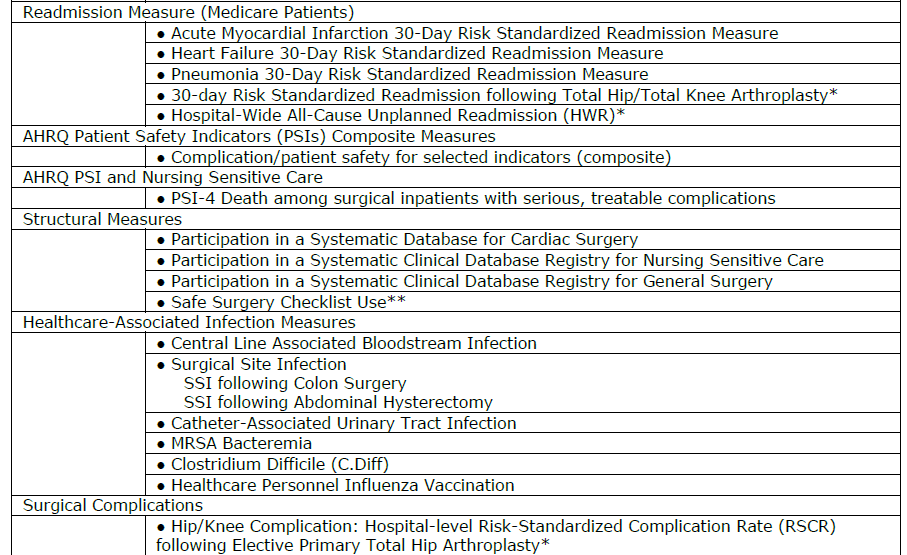 Readmission Measure (Medicare Patients)
● Acute Myocardial Infarction 30-Day Risk Standardized Readmission Measure
● Heart Failure 30-Day Risk Standardized Readmission Measure
● Pneumonia 30-Day Risk Standardized Readmission Measure
● 30-day Risk Standardized Readmission following Total Hip/Total Knee Arthroplasty*
● Hospital-Wide All-Cause Unplanned Readmission (HWR)*
AHRQ Patient Safety Indicators (PSIs) Composite Measures
● Complication/patient safety for selected indicators (composite)
AHRQ PSI and Nursing Sensitive Care
● PSI-4 Death among surgical inpatients with serious, treatable complications
Structural Measures
● Participation in a Systematic Database for Cardiac Surgery
● Participation in a Systematic Clinical Database Registry for Nursing Sensitive Care
● Participation in a Systematic Clinical Database Registry for General Surgery
● Safe Surgery Checklist Use**
Healthcare-Associated Infection Measures
● Central Line Associated Bloodstream Infection
● Surgical Site Infection
SSI following Colon Surgery
SSI following Abdominal Hysterectomy
● Catheter-Associated Urinary Tract Infection
● MRSA Bacteremia
● Clostridium Difficile (C.Diff)
● Healthcare Personnel Influenza Vaccination
Surgical Complications
● Hip/Knee Complication: Hospital-level Risk-Standardized Complication Rate (RSCR)
following Elective Primary Total Hip Arthroplasty*